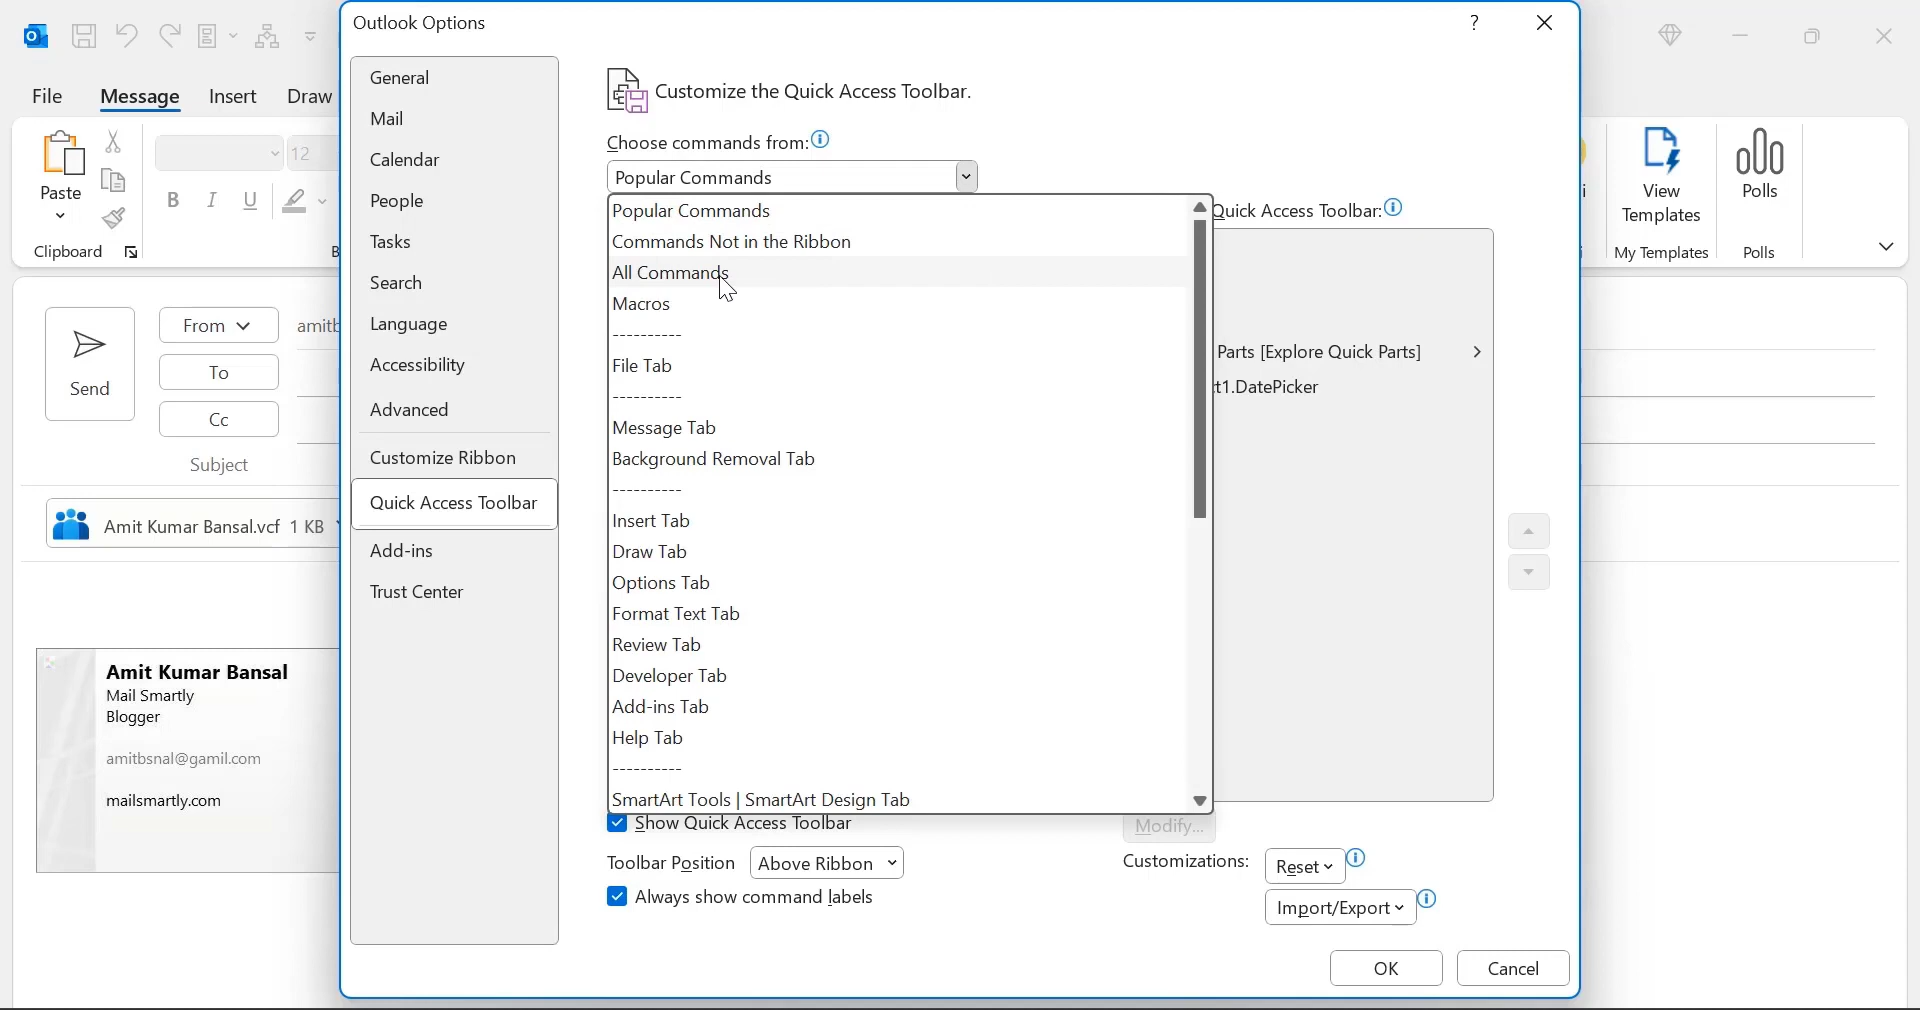 Outlook Options
?
File
Message
Insert
Draw
Paste
12
B
I
U
Clipboard
B
From
amitb
To
Send
Cc
Subject
Amit Kumar Bansal.vcf 1 KB
Amit Kumar Bansal
Mail Smartly
Blogger
amitbsnal@gamil.com
mailsmartly.com
General
Mail
Calendar
People
Tasks
Search
Language
Accessibility
Advanced
Customize Ribbon
Quick Access Toolbar
Add-ins
Trust Center
Customize the Quick Access Toolbar.
Choose commands from:
Popular Commands
Popular Commands
Commands Not in the Ribbon
All Commands
Macros
----------
File Tab
----------
Message Tab
Background Removal Tab
----------
Insert Tab
Draw Tab
Options Tab
Format Text Tab
Review Tab
Developer Tab
Add-ins Tab
Help Tab
----------
SmartArt Tools | SmartArt Design Tab
Quick Access Toolbar:
Parts [Explore Quick Parts]
t1.DatePicker
Show Quick Access Toolbar
Modify...
Toolbar Position
Above Ribbon
Customizations:
Reset
Always show command labels
Import/Export
OK
Cancel
i
View
Templates
My Templates
Polls
Polls